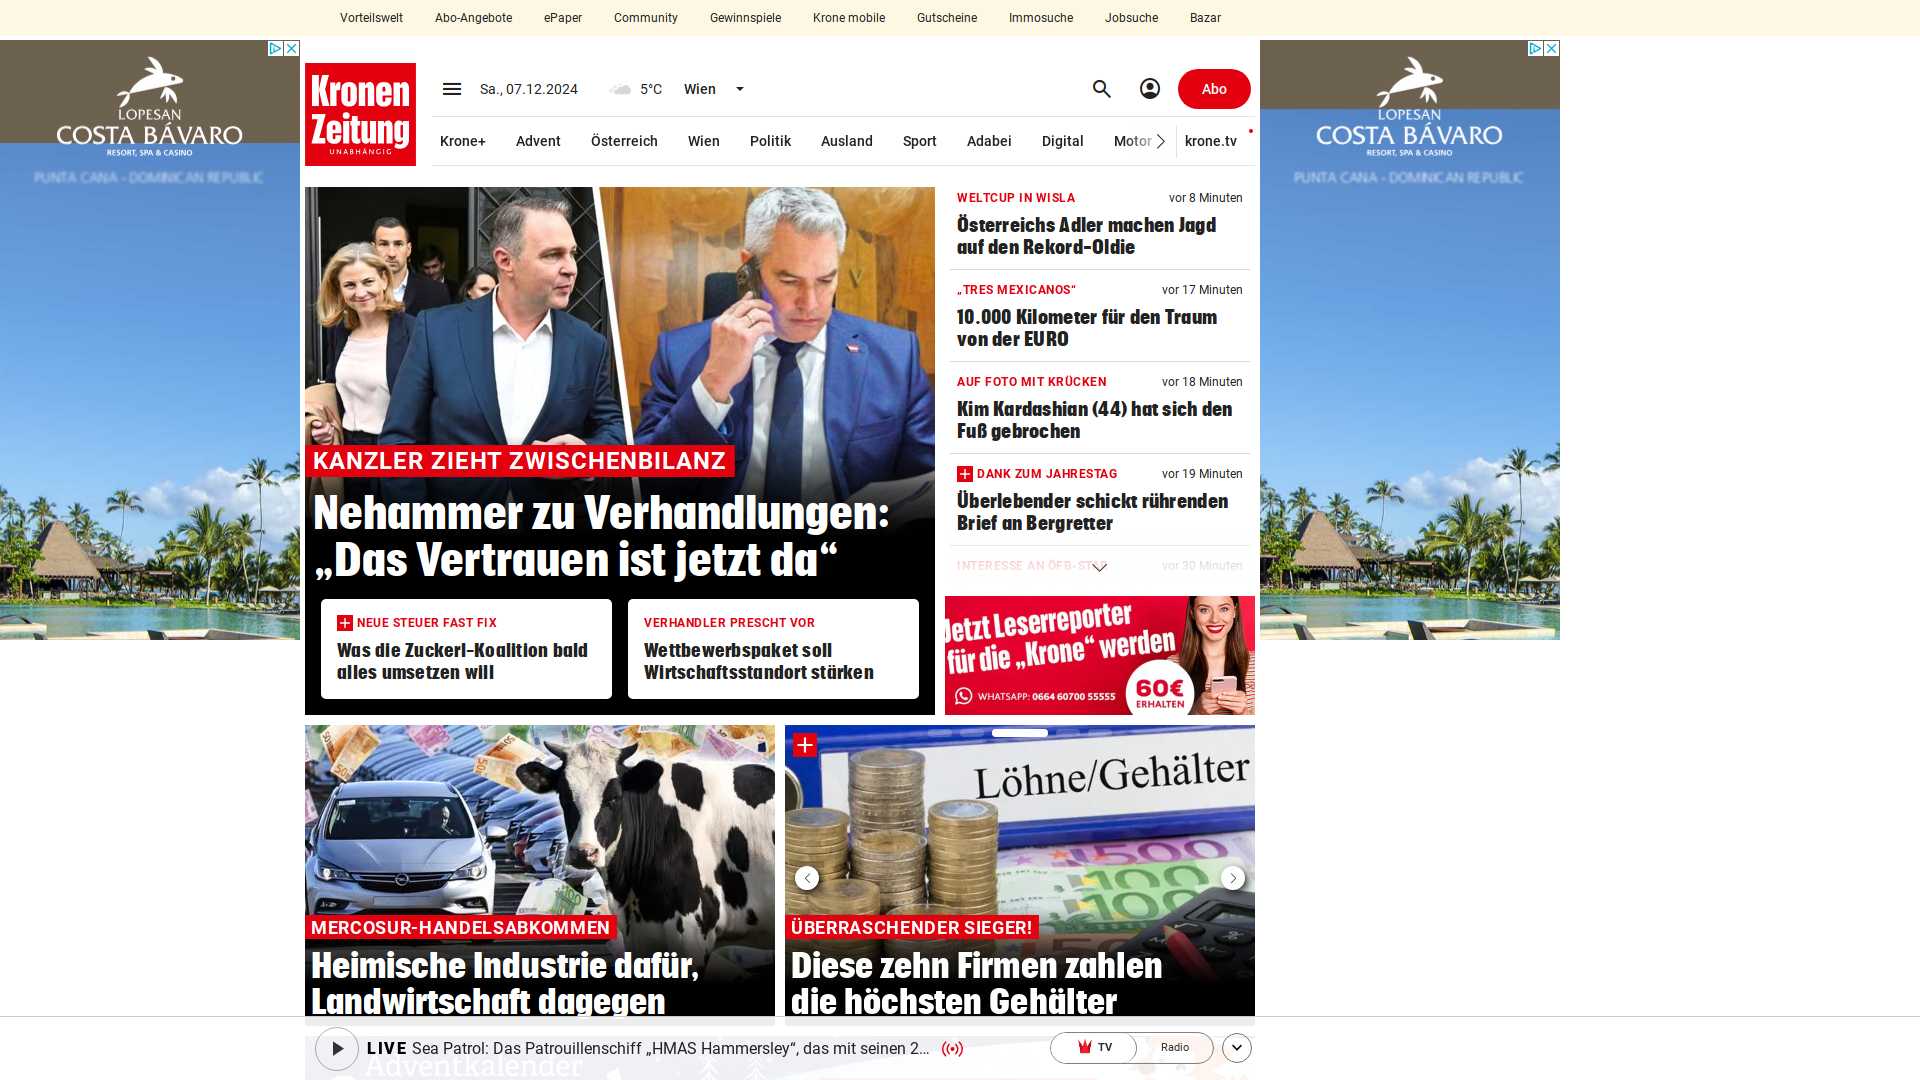 Vorteilswelt
Abo-Angebote
ePaper
Community
Gewinnspiele
Krone mobile
Gutscheine
Immosuche
Jobsuche
Bazar
LOPESAN
COSTA BÁVARO
RESORT, SPA & CASINO
PUNTA CANA - DOMINICAN REPUBLIC
Kronen
Zeitung
UNABHÄNGIG
Sa., 07.12.2024
5°C
Wien
Abo
Krone+
Advent
Österreich
Wien
Politik
Ausland
Sport
Adabei
Digital
Motor
krone.tv
LOPESAN
COSTA BÁVARO
RESORT, SPA & CASINO
PUNTA CANA - DOMINICAN REPUBLIC
KANZLER ZIEHT ZWISCHENBILANZ
Nehammer zu Verhandlungen:
„Das Vertrauen ist jetzt da“
NEUE STEUER FAST FIX
Was die Zuckerl-Koalition bald
alles umsetzen will
VERHANDLER PRESCHT VOR
Wettbewerbspaket soll
Wirtschaftsstandort stärken
WELTCUP IN WISLA
vor 8 Minuten
Österreichs Adler machen Jagd
auf den Rekord-Oldie
„TRES MEXICANOS“
vor 17 Minuten
10.000 Kilometer für den Traum
von der EURO
AUF FOTO MIT KRÜCKEN
vor 18 Minuten
Kim Kardashian (44) hat sich den
Fuß gebrochen
DANK ZUM JAHRESTAG
vor 19 Minuten
Überlebender schickt rührenden
Brief an Bergretter
INTERESSE AN ÖFB-STAR
vor 30 Minuten
Jetzt Leserreporter
für die „Krone“ werden
WHATSAPP: 0664 60700 55555
60€
ERHALTEN
MERCOSUR-HANDELSABKOMMEN
Heimische Industrie dafür,
Landwirtschaft dagegen
Löhne/Gehälter
ÜBERRASCHENDER SIEGER!
Diese zehn Firmen zahlen
die höchsten Gehälter
LIVE Sea Patrol: Das Patrouillenschiff „HMAS Hammersley“, das mit seinen 2...
TV
Radio
Adventkalender